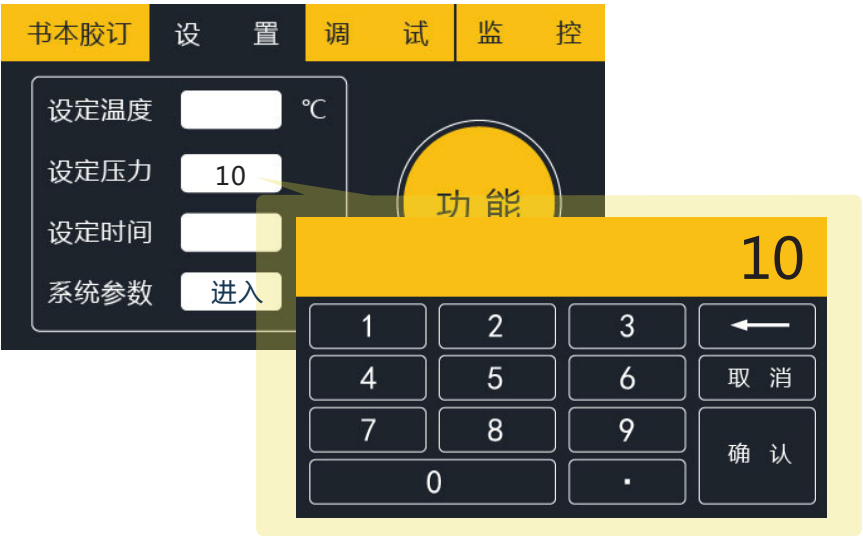 书本胶订 设 置 调 试 监 控
设定温度 ℃
设定压力 10
设定时间
系统参数 进入
功 能
10
1 2 3
4 5 6 取 消
7 8 9
确 认
0 .